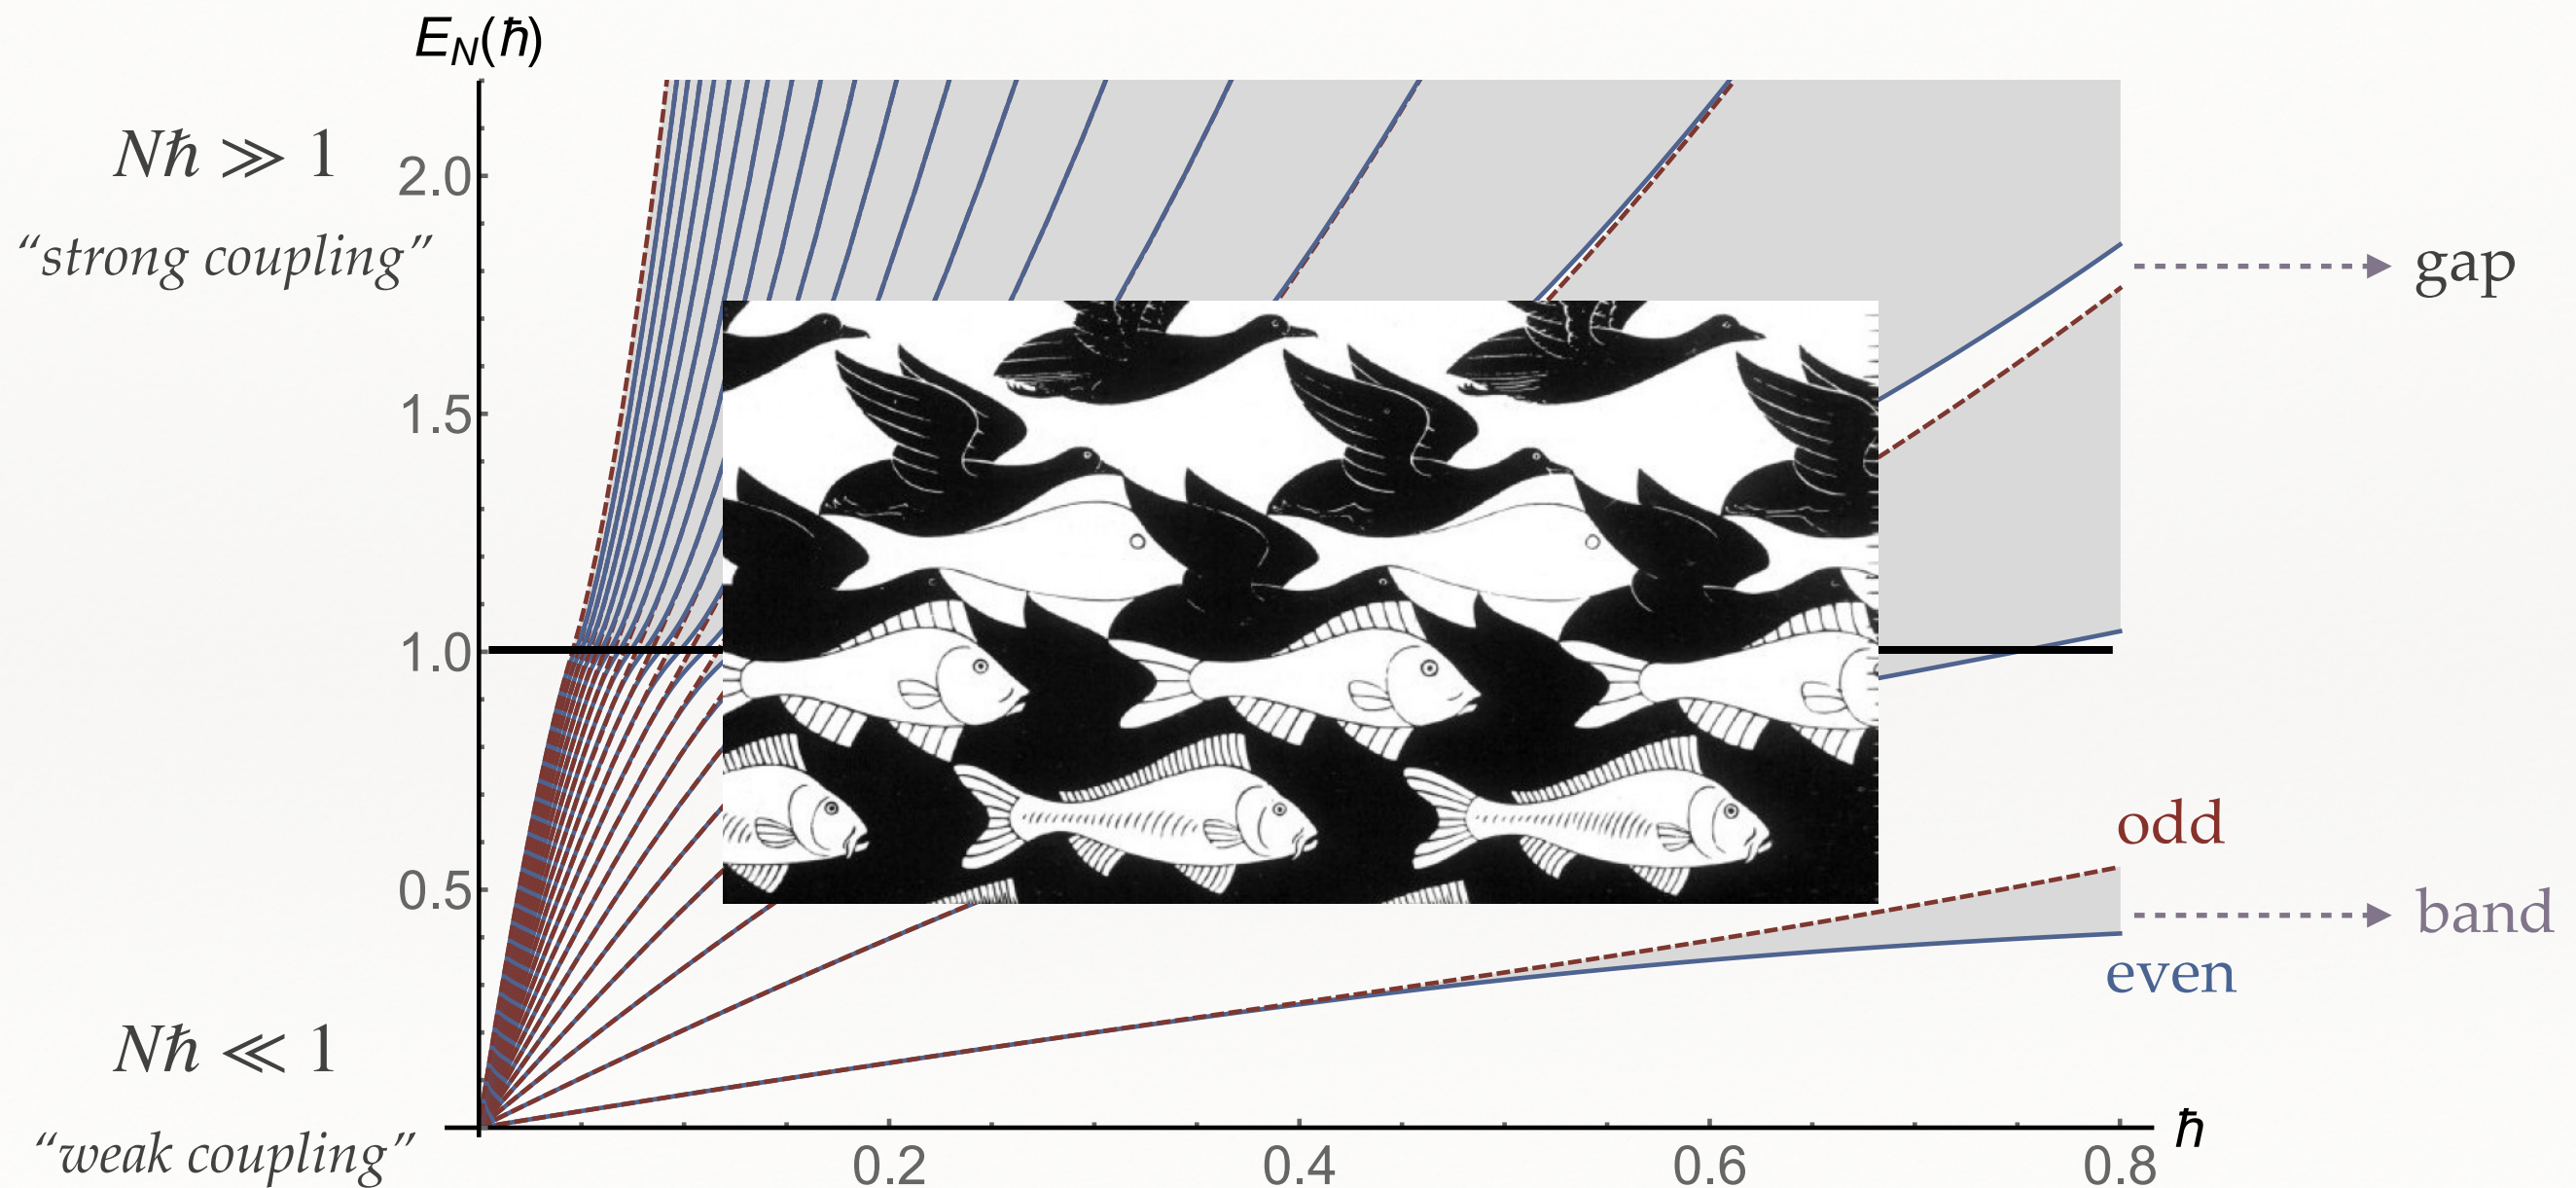 E_N(ħ)
Nħ ≫ 1
2.0
“strong coupling”
gap
1.5
1.0
odd
0.5
band
even
Nħ ≪ 1
ħ
“weak coupling”
0.2 0.4 0.6 0.8